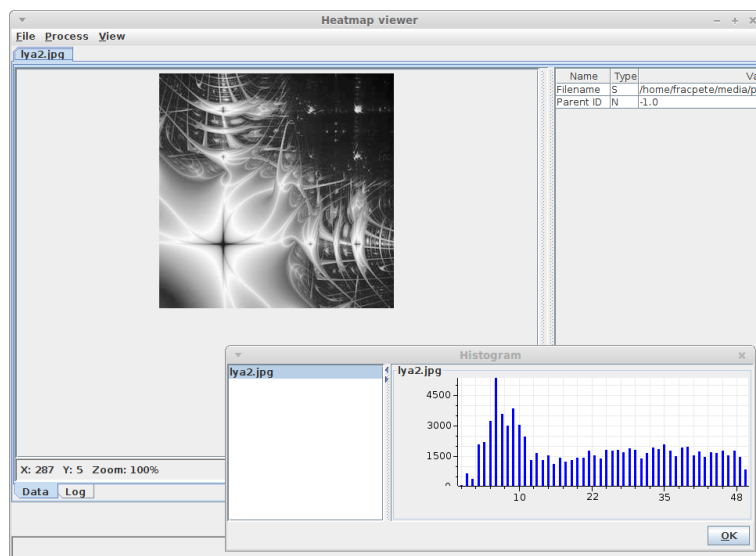 Heatmap viewer
File Process View
lya2.jpg
Name Type Va
Filename S /home/fracpete/media/p
Parent ID N -1.0
Histogram
lya2.jpg
lya2.jpg
4500
3000
1500
0
10 22 35 48
X: 287 Y: 5 Zoom: 100%
Data Log
OK